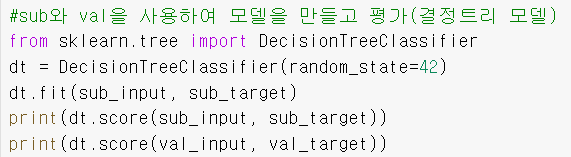 #sub와 val을 사용하여 모델을 만들고 평가(결정트리 모델)
from sklearn.tree import DecisionTreeClassifier
dt = DecisionTreeClassifier(random_state=42)
dt.fit(sub_input, sub_target)
print(dt.score(sub_input, sub_target))
print(dt.score(val_input, val_target))